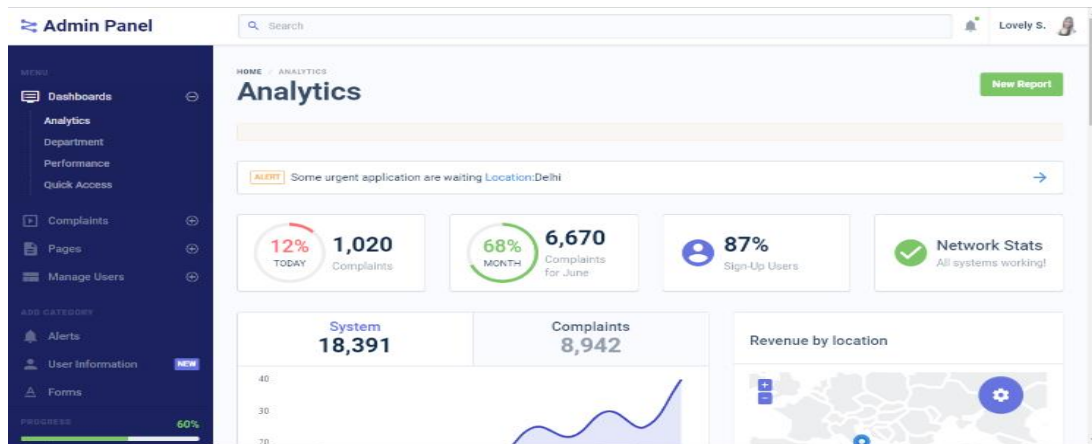 Admin Panel
Search
Lovely S.
MENU
Dashboards
Analytics
Department
Performance
Quick Access
Complaints
Pages
Manage Users
ADD CATEGORY
Alerts
User Information NEW
Forms
PROGRESS 60%
HOME / ANALYTICS
Analytics
New Report
ALERT Some urgent application are waiting Location:Delhi
12%
TODAY
1,020
Complaints
68%
MONTH
6,670
Complaints
for June
87%
Sign-Up Users
Network Stats
All systems working!
System
18,391
Complaints
8,942
40
30
20
Revenue by location
+
-